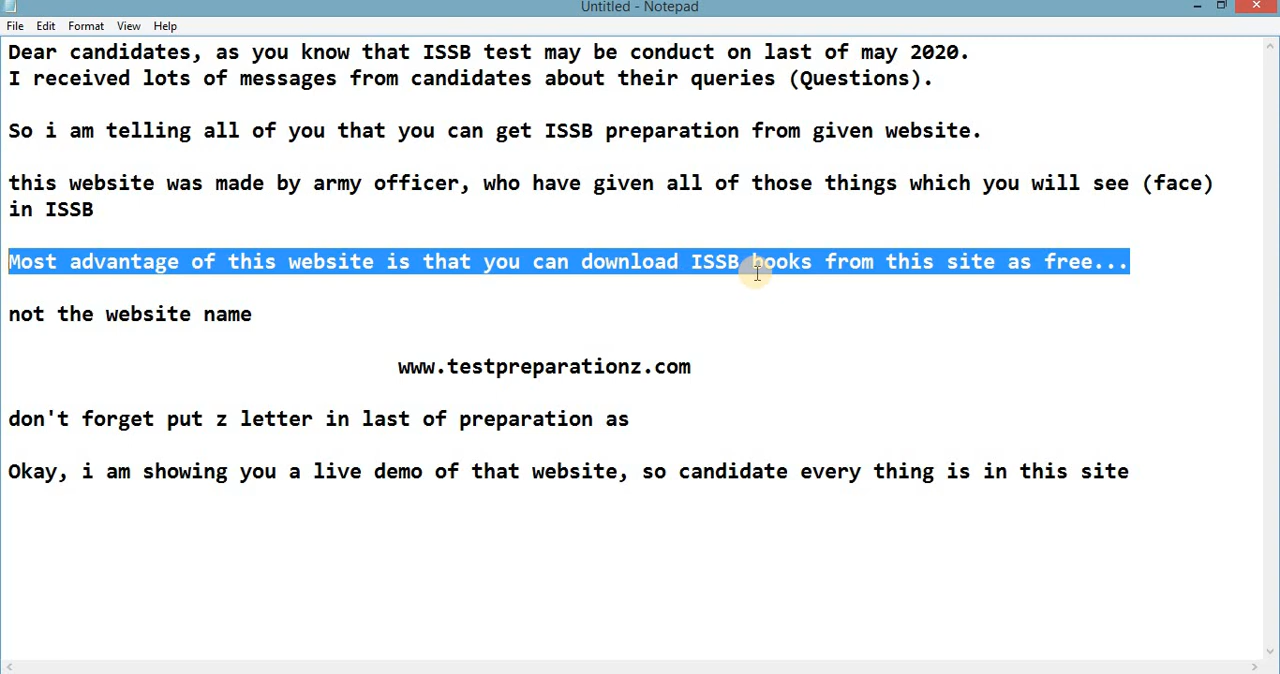 Untitled - Notepad
File Edit Format View Help
Dear candidates, as you know that ISSB test may be conduct on last of may 2020.
I received lots of messages from candidates about their queries (Questions).
So i am telling all of you that you can get ISSB preparation from given website.
this website was made by army officer, who have given all of those things which you will see (face)
in ISSB
Most advantage of this website is that you can download ISSB books from this site as free...
not the website name
www.testpreparationz.com
don't forget put z letter in last of preparation as
Okay, i am showing you a live demo of that website, so candidate every thing is in this site